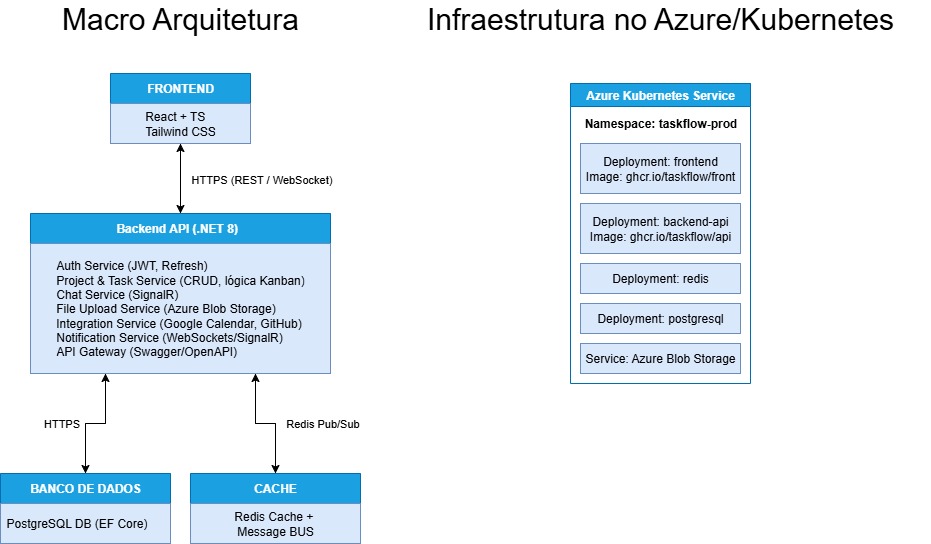 Macro Arquitetura
FRONTEND
React + TS
Tailwind CSS
HTTPS (REST / WebSocket)
Backend API (.NET 8)
Auth Service (JWT, Refresh)
Project & Task Service (CRUD, lógica Kanban)
Chat Service (SignalR)
File Upload Service (Azure Blob Storage)
Integration Service (Google Calendar, GitHub)
Notification Service (WebSockets/SignalR)
API Gateway (Swagger/OpenAPI)
HTTPS
Redis Pub/Sub
BANCO DE DADOS
PostgreSQL DB (EF Core)
CACHE
Redis Cache +
Message BUS
Infraestrutura no Azure/Kubernetes
Azure Kubernetes Service
Namespace: taskflow-prod
Deployment: frontend
Image: ghcr.io/taskflow/front
Deployment: backend-api
Image: ghcr.io/taskflow/api
Deployment: redis
Deployment: postgresql
Service: Azure Blob Storage